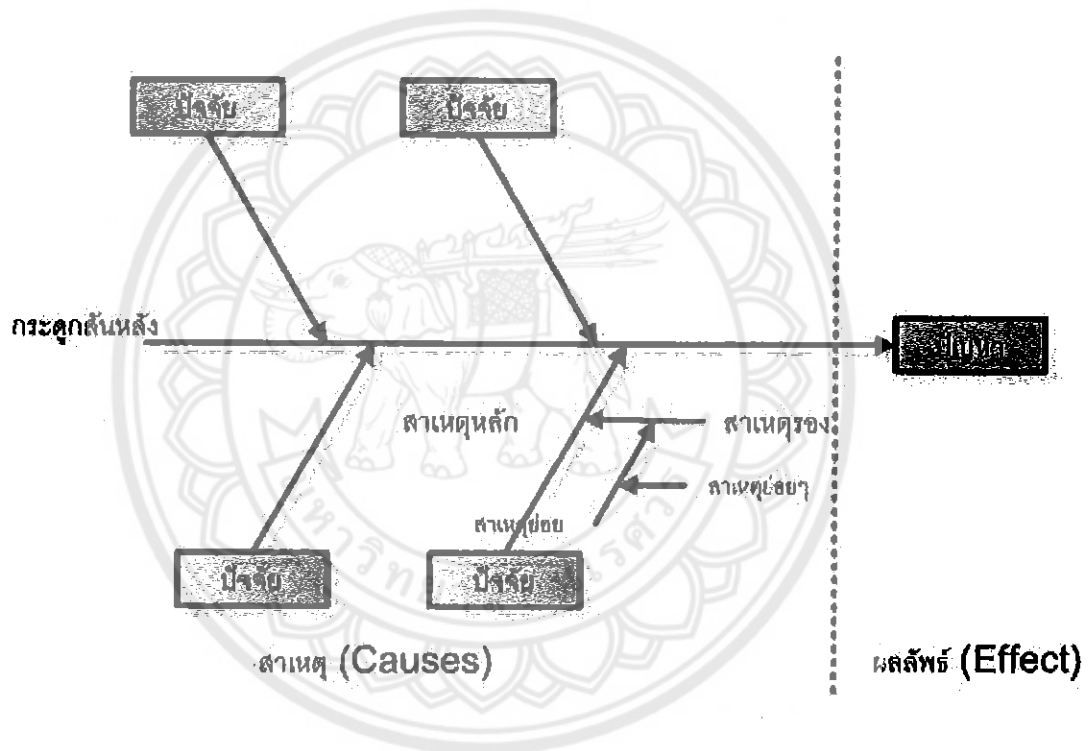 ปัจจัย ปัจจัย
กระดูกสันหลัง
ปัญหา
สาเหตุหลัก สาเหตุรอง
สาเหตุย่อยๆ
สาเหตุย่อย
ปัจจัย ปัจจัย
สาเหตุ (Causes) ผลลัพธ์ (Effect)